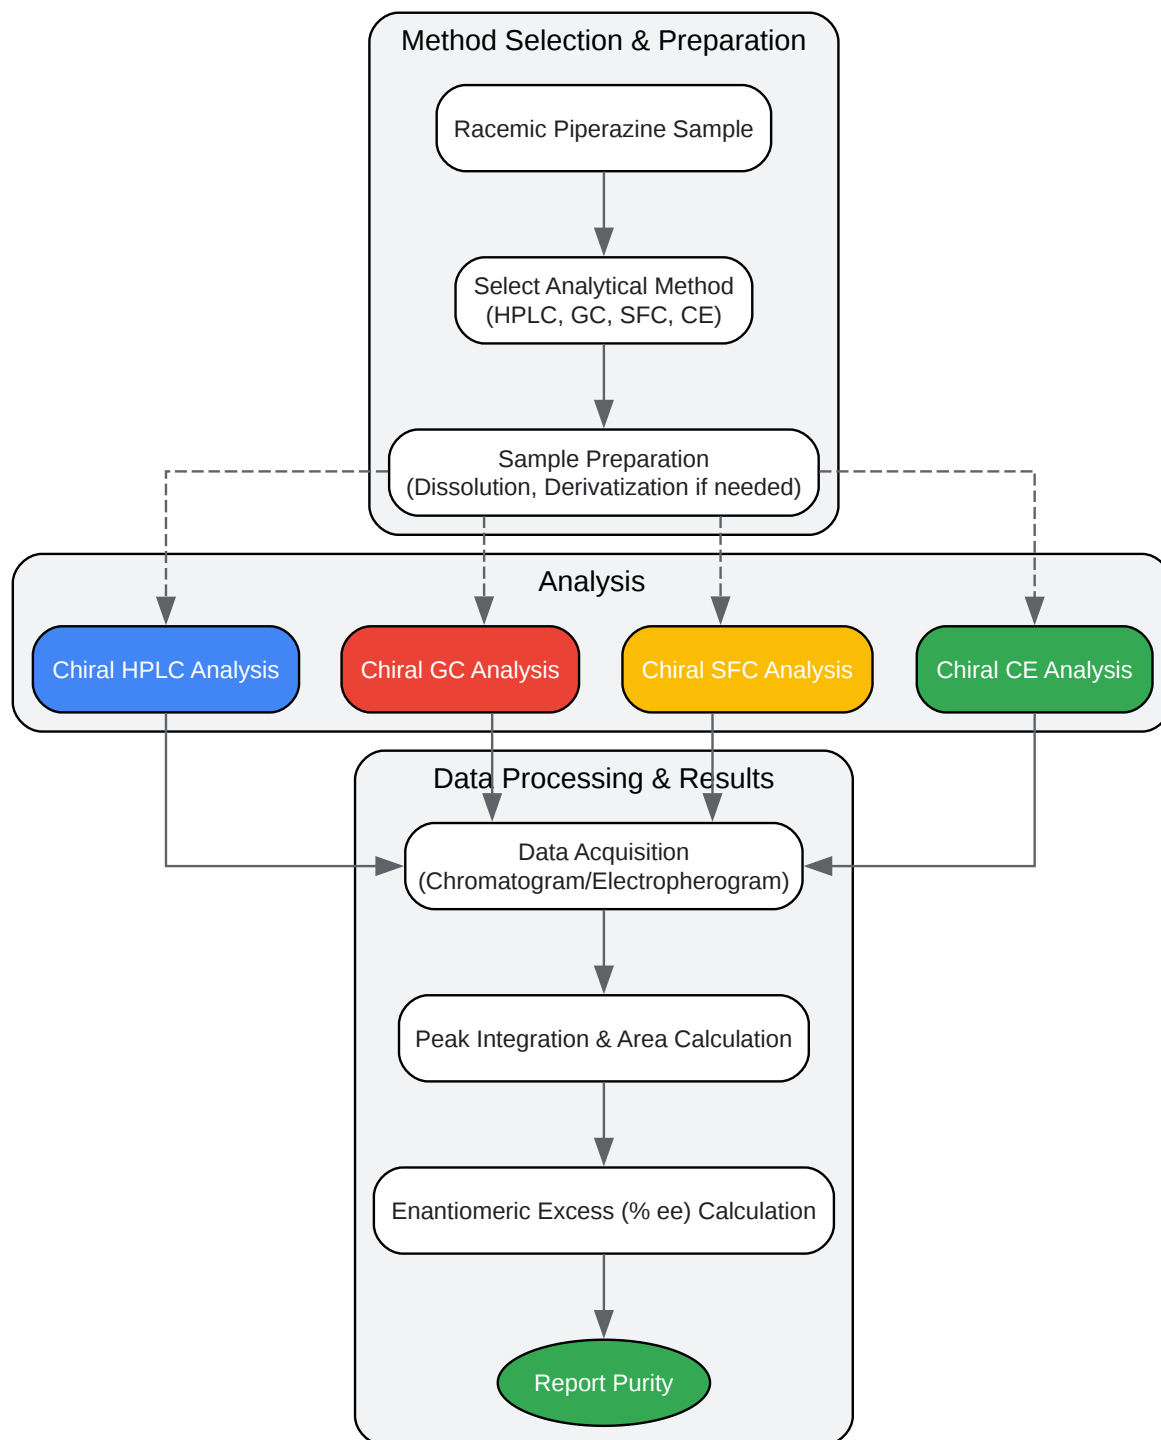 Method Selection & Preparation
Racemic Piperazine Sample
Select Analytical Method
(HPLC, GC, SFC, CE)
Sample Preparation
(Dissolution, Derivatization if needed)
Analysis
Chiral HPLC Analysis
Chiral GC Analysis
Chiral SFC Analysis
Chiral CE Analysis
Data Processing & Results
Data Acquisition
(Chromatogram/Electropherogram)
Peak Integration & Area Calculation
Enantiomeric Excess (% ee) Calculation
Report Purity